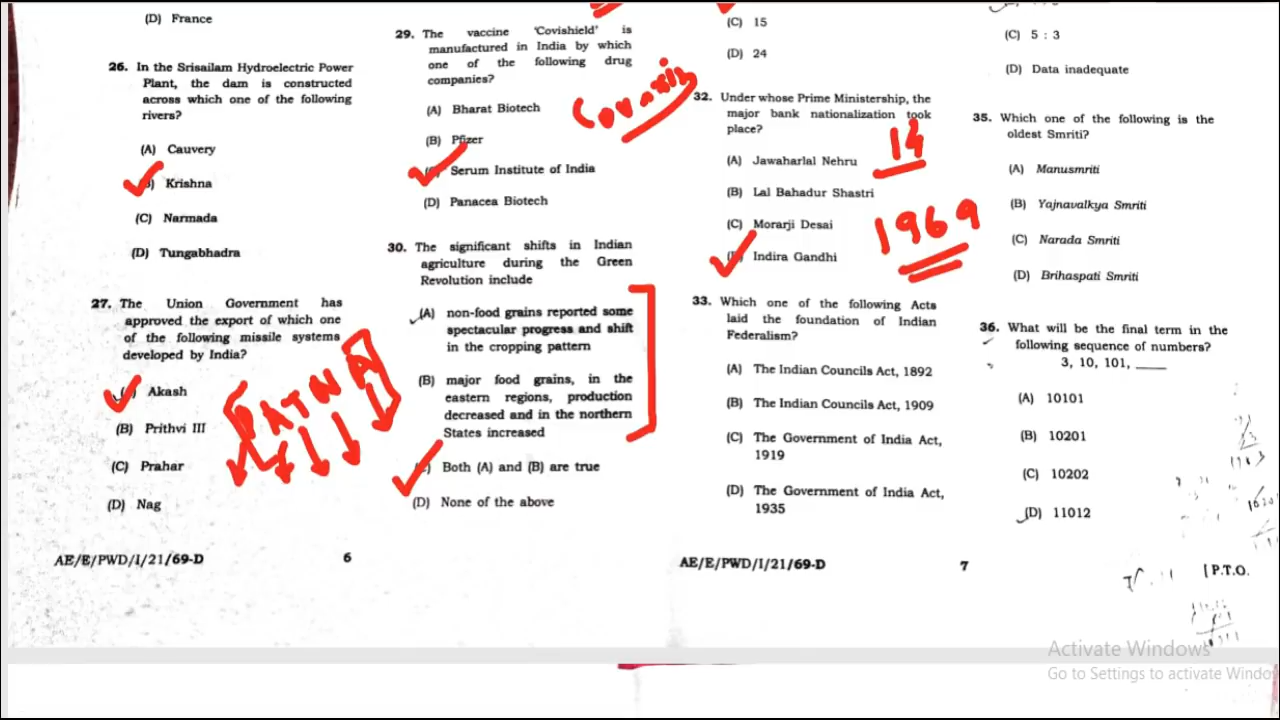 (D) France
26. In the Srisailam Hydroelectric Power
Plant, the dam is constructed
across which one of the following
rivers?
(A) Cauvery
Krishna
(C) Narmada
(D) Tungabhadra
27. The Union Government has
approved the export of which one
of the following missile systems
developed by India?
Akash
(B) Prithvi III
(C) Prahar
(D) Nag
PATNA
AE/E/PWD/I/21/69-D
6
29. The vaccine 'Covishield' is
manufactured in India by which
one of the following drug
companies?
(A) Bharat Biotech
(B) Pfizer
Serum Institute of India
(D) Panacea Biotech
30. The significant shifts in Indian
agriculture during the Green
Revolution include
(A) non-food grains reported some
spectacular progress and shift
in the cropping pattern
(B) major food grains, in the
eastern regions, production
decreased and in the northern
States increased
Both (A) and (B) are true
(D) None of the above
(C) 15
(D) 24
32. Under whose Prime Ministership, the
major bank nationalization took
place?
14
(A) Jawaharlal Nehru
(B) Lal Bahadur Shastri
(C) Morarji Desai
1969
Indira Gandhi
33. Which one of the following Acts
laid the foundation of Indian
Federalism?
(A) The Indian Councils Act, 1892
(B) The Indian Councils Act, 1909
(C) The Government of India Act,
1919
(D) The Government of India Act,
1935
AE/E/PWD/I/21/69-D
7
(C) 5 : 3
(D) Data inadequate
35. Which one of the following is the
oldest Smriti?
(A) Manusmriti
(B) Yajnavalkya Smriti
(C) Narada Smriti
(D) Brihaspati Smriti
36. What will be the final term in the
following sequence of numbers?
3, 10, 101, ____
(A) 10101
(B) 10201
(C) 10202
(D) 11012
[P.T.O.
Activate Windows
Go to Settings to activate Windo